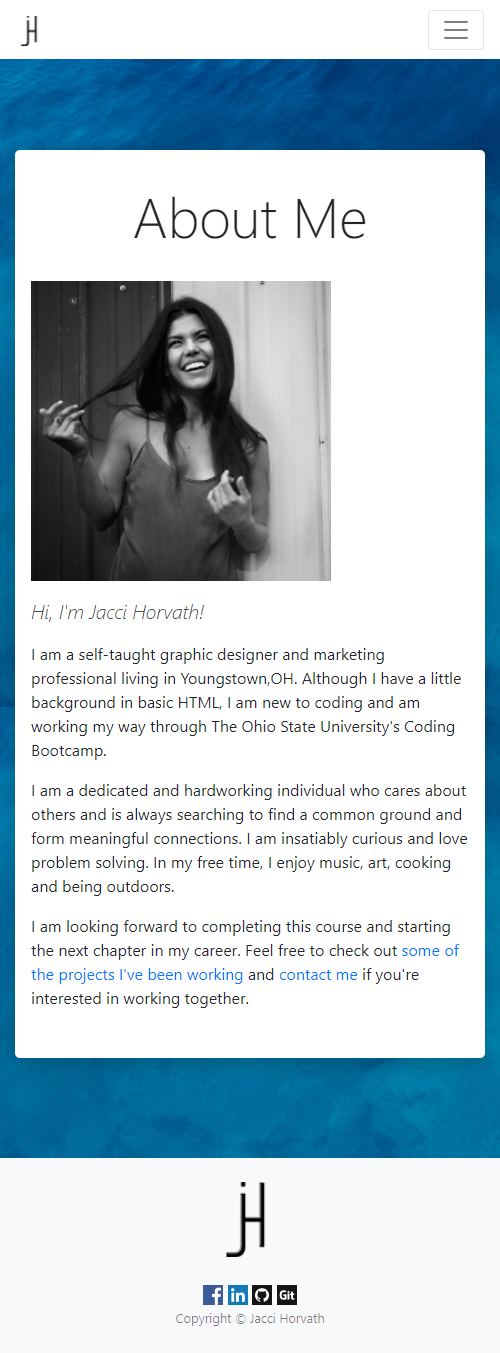 jH
About Me
Hi, I'm Jacci Horvath!
I am a self-taught graphic designer and marketing
professional living in Youngstown,OH. Although I have a little
background in basic HTML, I am new to coding and am
working my way through The Ohio State University's Coding
Bootcamp.
I am a dedicated and hardworking individual who cares about
others and is always searching to find a common ground and
form meaningful connections. I am insatiably curious and love
problem solving. In my free time, I enjoy music, art, cooking
and being outdoors.
I am looking forward to completing this course and starting
the next chapter in my career. Feel free to check out some of
the projects I've been working and contact me if you're
interested in working together.
jH
f in Git
Copyright © Jacci Horvath